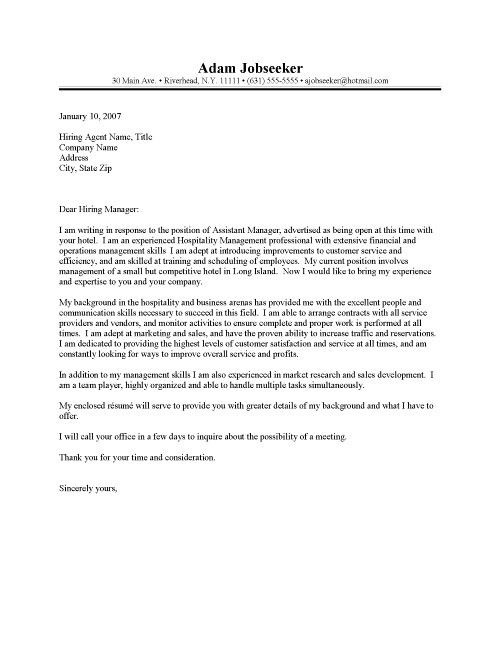 Adam Jobseeker
30 Main Ave. • Riverhead, N.Y. 11111 • (631) 555-5555 • ajobseeker@hotmail.com
January 10, 2007
Hiring Agent Name, Title
Company Name
Address
City, State Zip
Dear Hiring Manager:
I am writing in response to the position of Assistant Manager, advertised as being open at this time with
your hotel.  I am an experienced Hospitality Management professional with extensive financial and
operations management skills  I am adept at introducing improvements to customer service and
efficiency, and am skilled at training and scheduling of employees.  My current position involves
management of a small but competitive hotel in Long Island.  Now I would like to bring my experience
and expertise to you and your company.
My background in the hospitality and business arenas has provided me with the excellent people and
communication skills necessary to succeed in this field.  I am able to arrange contracts with all service
providers and vendors, and monitor activities to ensure complete and proper work is performed at all
times.  I am adept at marketing and sales, and have the proven ability to increase traffic and reservations.
I am dedicated to providing the highest levels of customer satisfaction and service at all times, and am
constantly looking for ways to improve overall service and profits.
In addition to my management skills I am also experienced in market research and sales development.  I
am a team player, highly organized and able to handle multiple tasks simultaneously.
My enclosed résumé will serve to provide you with greater details of my background and what I have to
offer.
I will call your office in a few days to inquire about the possibility of a meeting.
Thank you for your time and consideration.
Sincerely yours,